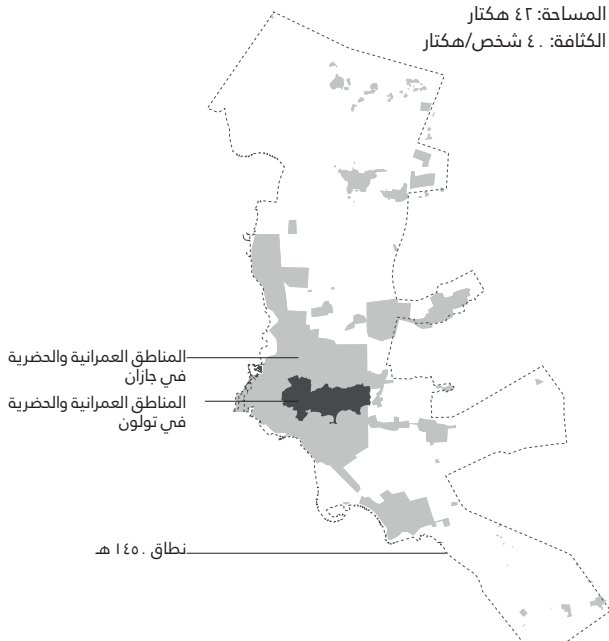 المساحة: ٤٢ هكتار
الكثافة: ٤٠ شخص/هكتار
المناطق العمرانية والحضرية
في جازان
المناطق العمرانية والحضرية
في تولون
نطاق ١٤٥٠ هـ